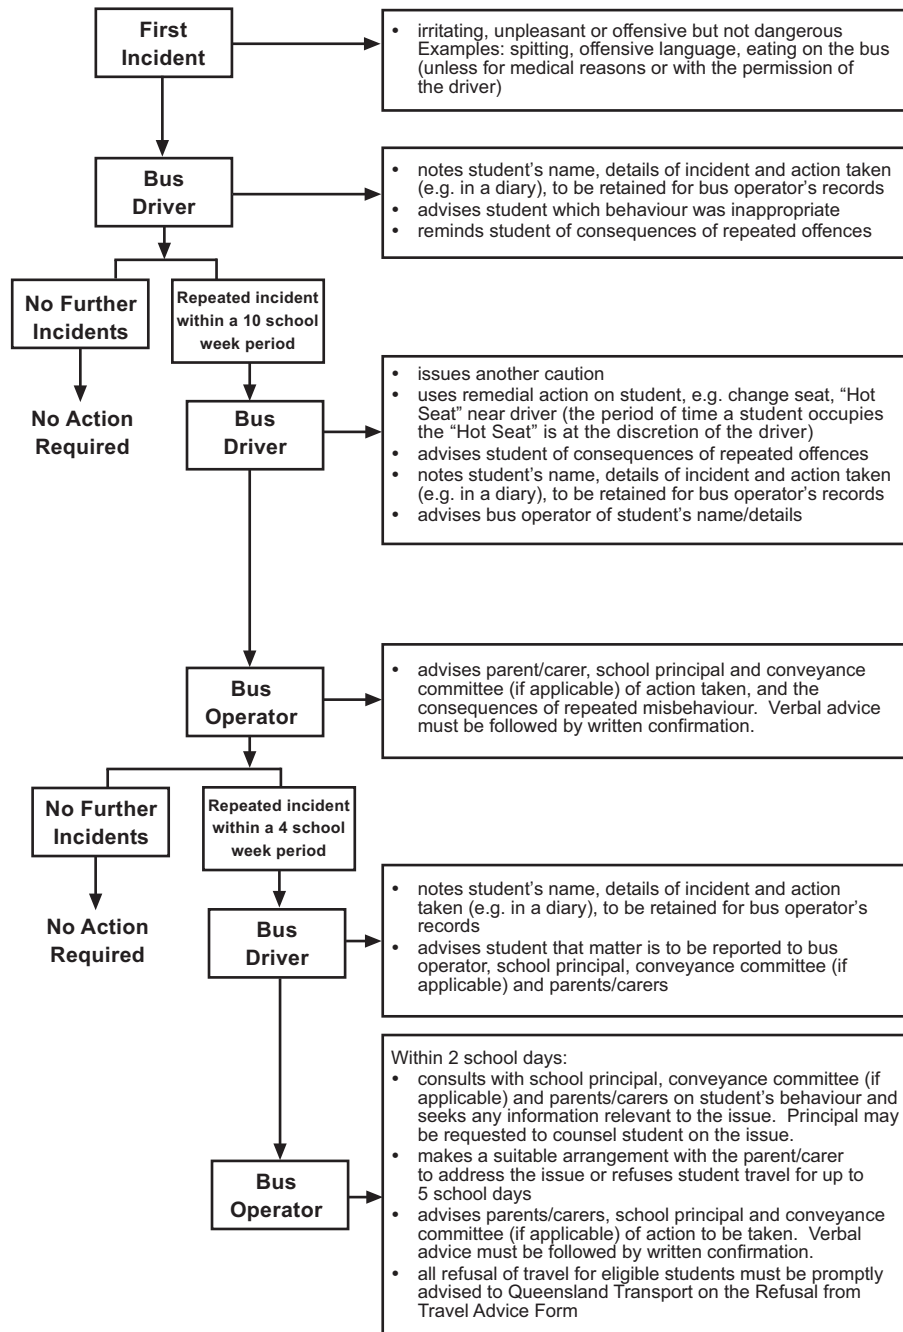 First
Incident
• irritating, unpleasant or offensive but not dangerous
Examples: spitting, offensive language, eating on the bus
(unless for medical reasons or with the permission of
the driver)
Bus
Driver
• notes student’s name, details of incident and action taken
(e.g. in a diary), to be retained for bus operator’s records
• advises student which behaviour was inappropriate
• reminds student of consequences of repeated offences
No Further
Incidents
Repeated incident
within a 10 school
week period
No Action
Required
Bus
Driver
• issues another caution
• uses remedial action on student, e.g. change seat, “Hot
Seat” near driver (the period of time a student occupies
the “Hot Seat” is at the discretion of the driver)
• advises student of consequences of repeated offences
• notes student’s name, details of incident and action taken
(e.g. in a diary), to be retained for bus operator’s records
• advises bus operator of student’s name/details
Bus
Operator
• advises parent/carer, school principal and conveyance
committee (if applicable) of action taken, and the
consequences of repeated misbehaviour. Verbal advice
must be followed by written confirmation.
No Further
Incidents
Repeated incident
within a 4 school
week period
No Action
Required
Bus
Driver
• notes student’s name, details of incident and action
taken (e.g. in a diary), to be retained for bus operator’s
records
• advises student that matter is to be reported to bus
operator, school principal, conveyance committee (if
applicable) and parents/carers
Bus
Operator
Within 2 school days:
• consults with school principal, conveyance committee (if
applicable) and parents/carers on student’s behaviour and
seeks any information relevant to the issue. Principal may
be requested to counsel student on the issue.
• makes a suitable arrangement with the parent/carer
to address the issue or refuses student travel for up to
5 school days
• advises parents/carers, school principal and conveyance
committee (if applicable) of action to be taken. Verbal
advice must be followed by written confirmation.
• all refusal of travel for eligible students must be promptly
advised to Queensland Transport on the Refusal from
Travel Advice Form